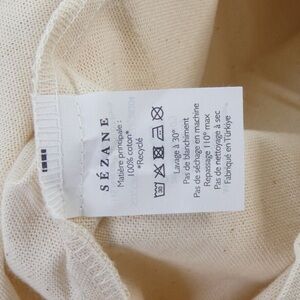 SÉZANE
Matière principale :
100% coton*
*Recyclé
Lavage à 30°
Pas de blanchiment
Pas de séchage en machine
Repassage 110° max
Pas de nettoyage à sec
Fabriqué en Türkiye